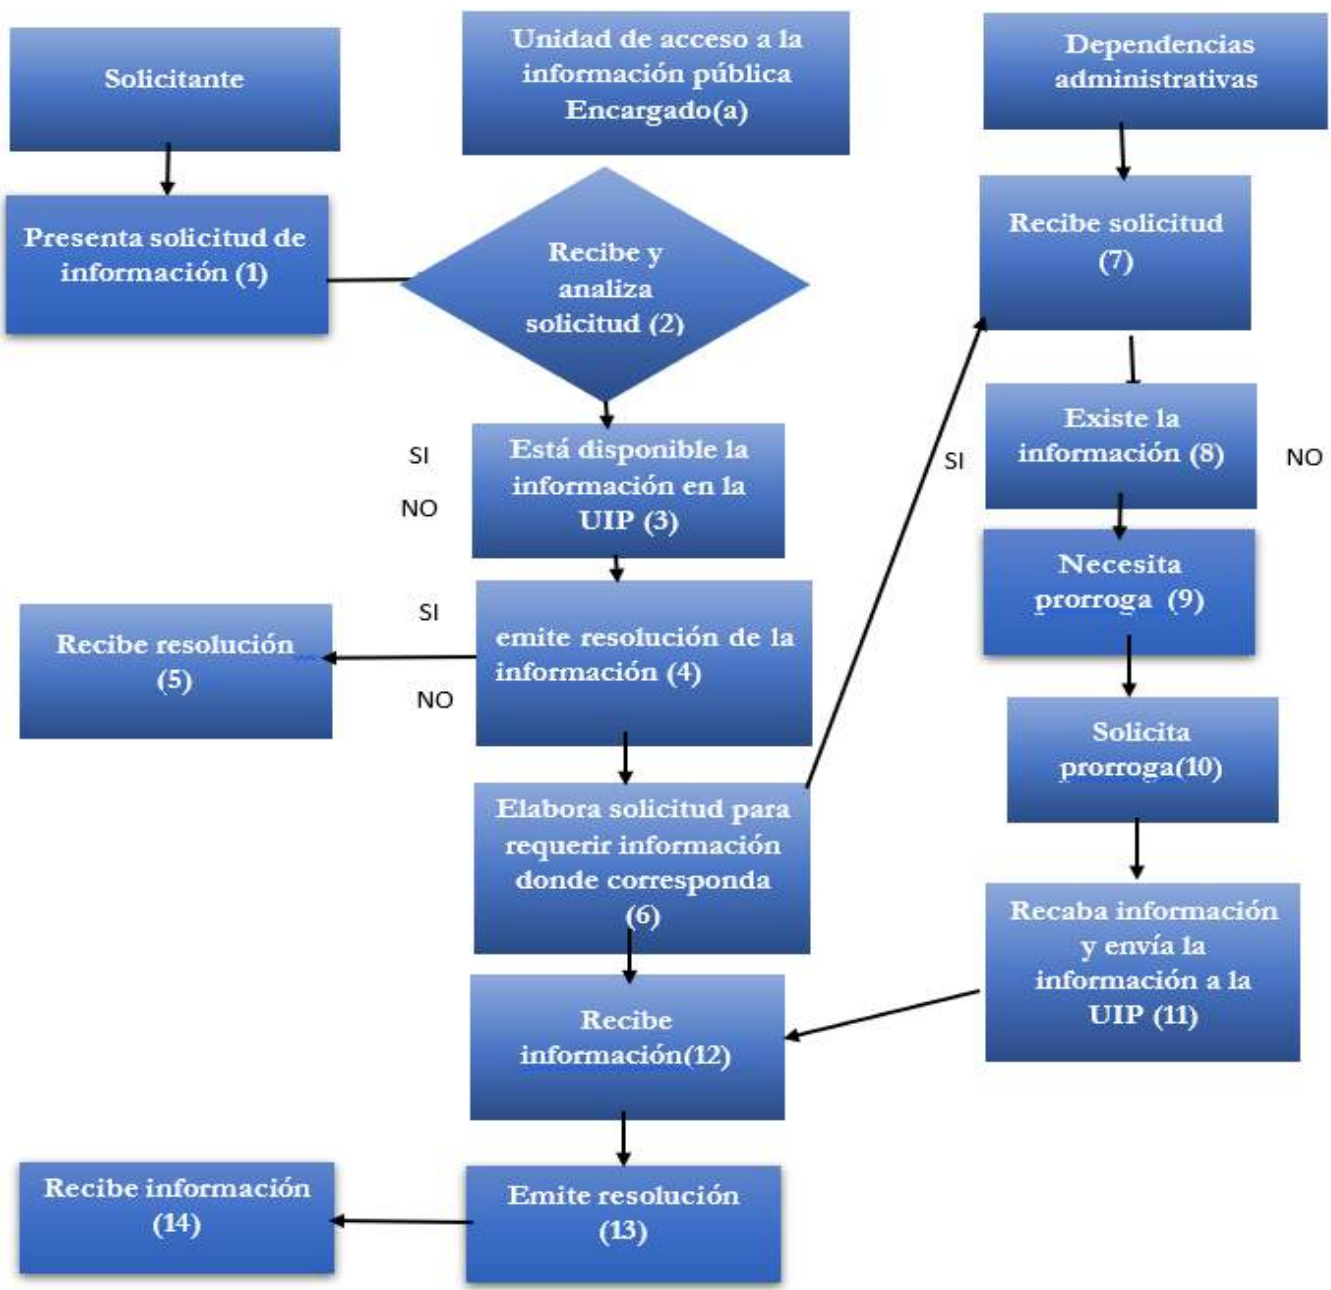 Solicitante
Unidad de acceso a la
información pública
Encargado(a)
Dependencias
administrativas
Presenta solicitud de
información (1)
Recibe y
analiza
solicitud (2)
Recibe solicitud
(7)
SI
NO
Está disponible la
información en la
UIP (3)
SI
Existe la
información (8)
NO
Necesita
prorroga (9)
Recibe resolución
(5)
SI
NO
emite resolución de la
información (4)
Solicita
prorroga(10)
Elabora solicitud para
requerir información
donde corresponda
(6)
Recaba información
y envía la
información a la
UIP (11)
Recibe
información(12)
Recibe información
(14)
Emite resolución
(13)